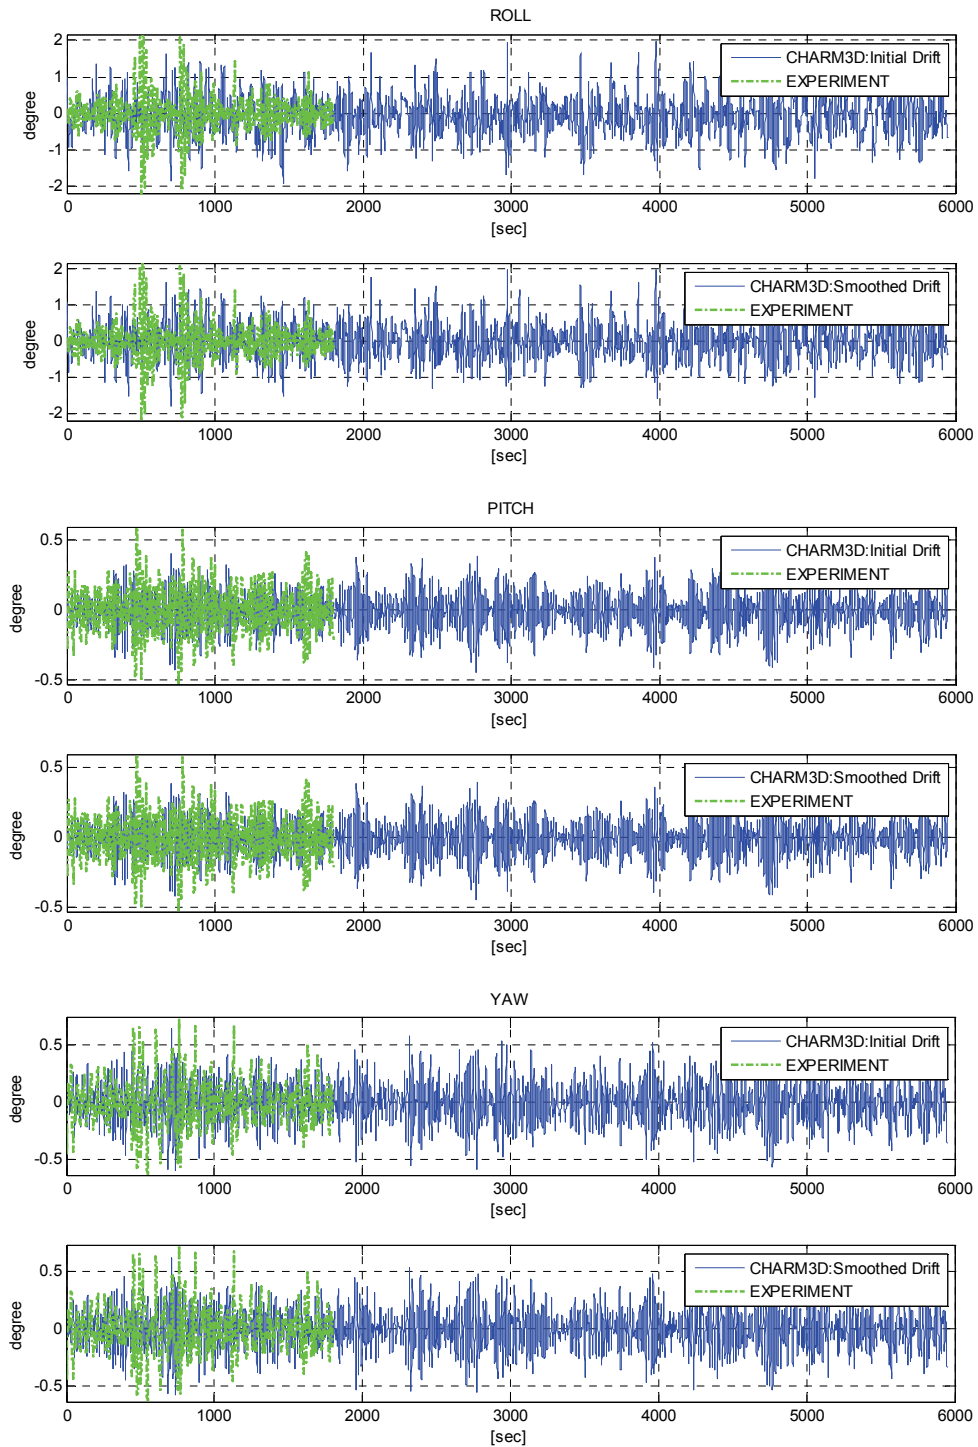 ROLL
2
1
0
-1
-2
degree
CHARM3D:Initial Drift
EXPERIMENT
0 1000 2000 3000 4000 5000 6000
[sec]
2
1
0
-1
-2
degree
CHARM3D:Smoothed Drift
EXPERIMENT
0 1000 2000 3000 4000 5000 6000
[sec]
PITCH
0.5
0
-0.5
degree
CHARM3D:Initial Drift
EXPERIMENT
0 1000 2000 3000 4000 5000 6000
[sec]
0.5
0
-0.5
degree
CHARM3D:Smoothed Drift
EXPERIMENT
0 1000 2000 3000 4000 5000 6000
[sec]
YAW
0.5
0
-0.5
degree
CHARM3D:Initial Drift
EXPERIMENT
0 1000 2000 3000 4000 5000 6000
[sec]
0.5
0
-0.5
degree
CHARM3D:Smoothed Drift
EXPERIMENT
0 1000 2000 3000 4000 5000 6000
[sec]